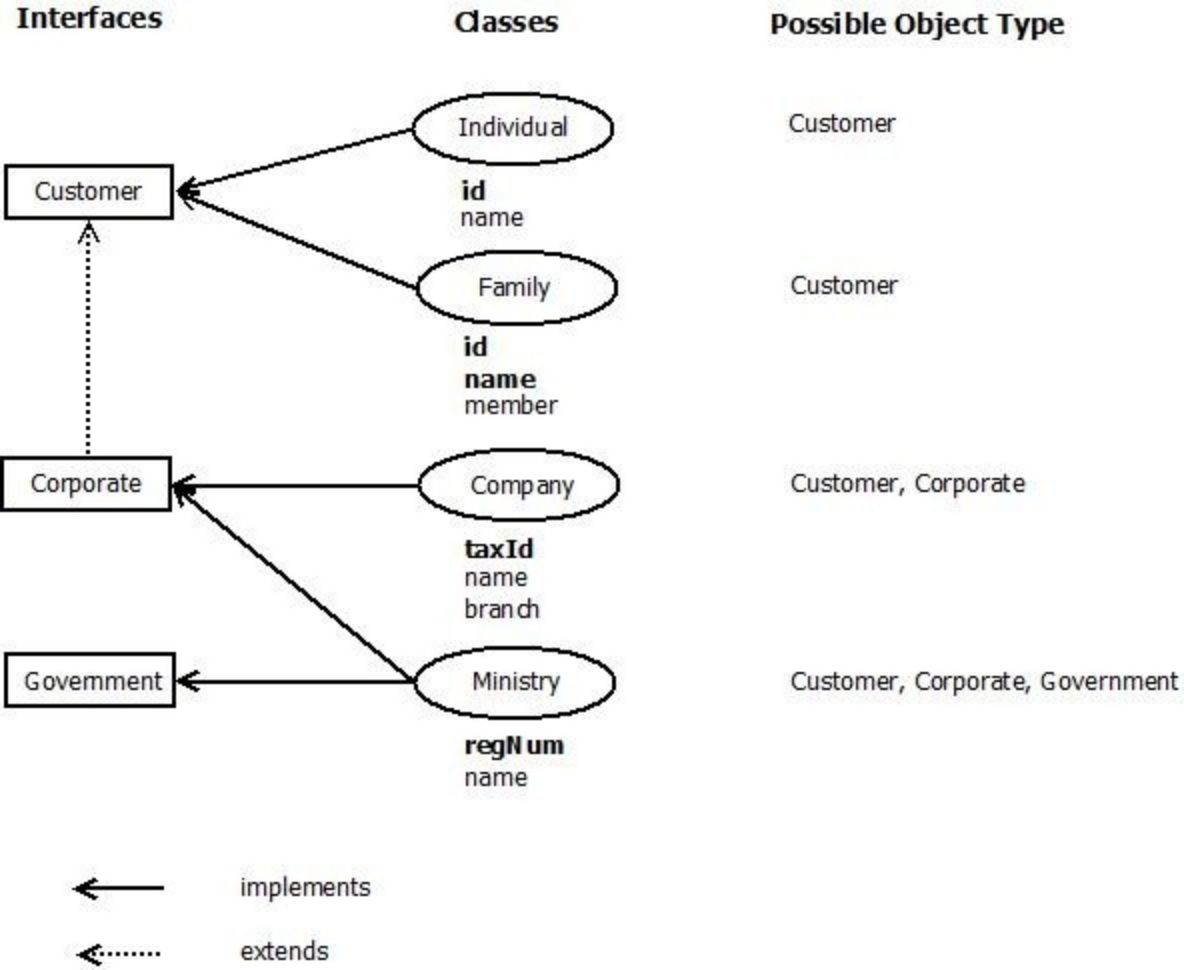 Interfaces Classes Possible Object Type
Individual Customer
Customer
id
name
Family Customer
id
name
member
Corporate Company Customer, Corporate
taxId
name
branch
Government Ministry Customer, Corporate, Government
regNum
name
implements
extends